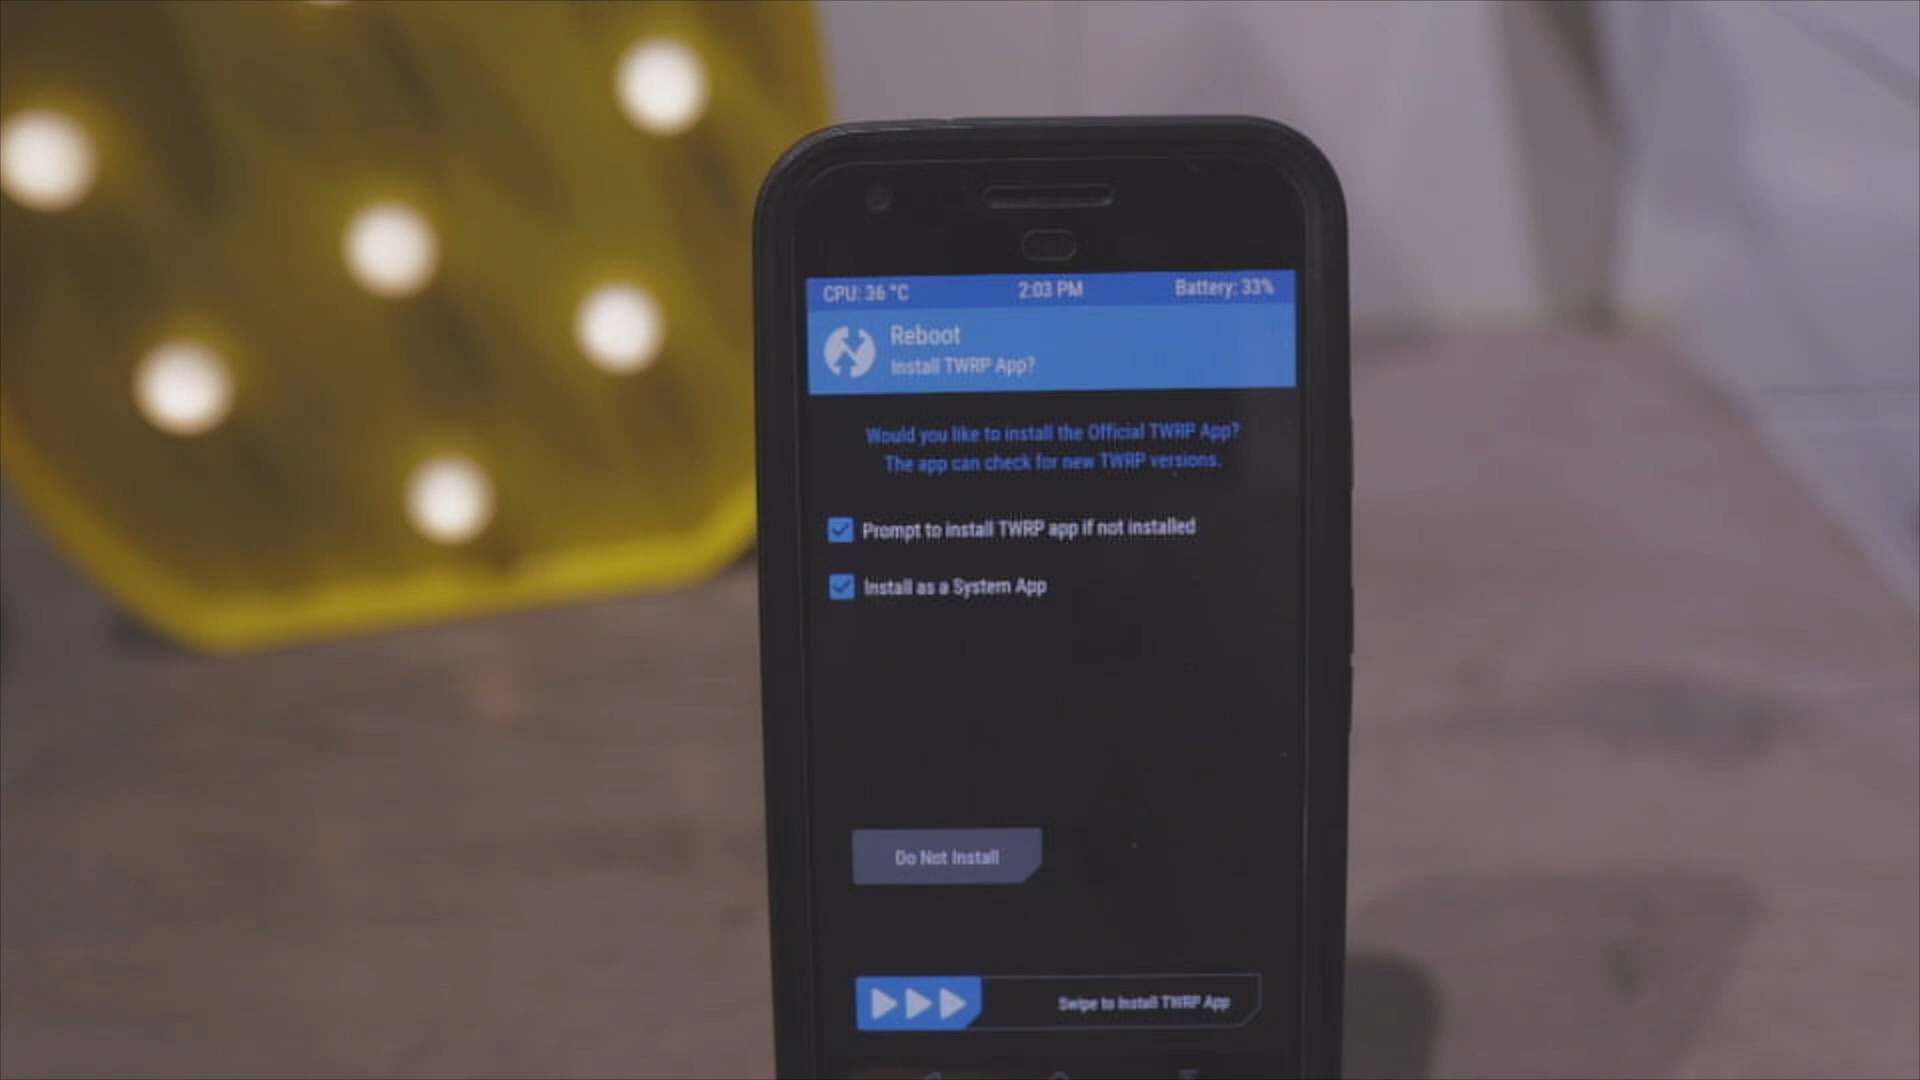 CPU: 36 °C 2:03 PM Battery: 33%
Reboot
Install TWRP App?
Would you like to install the Official TWRP App?
The app can check for new TWRP versions.
Prompt to install TWRP app if not installed
Install as a System App
Do Not Install
Swipe to Install TWRP App